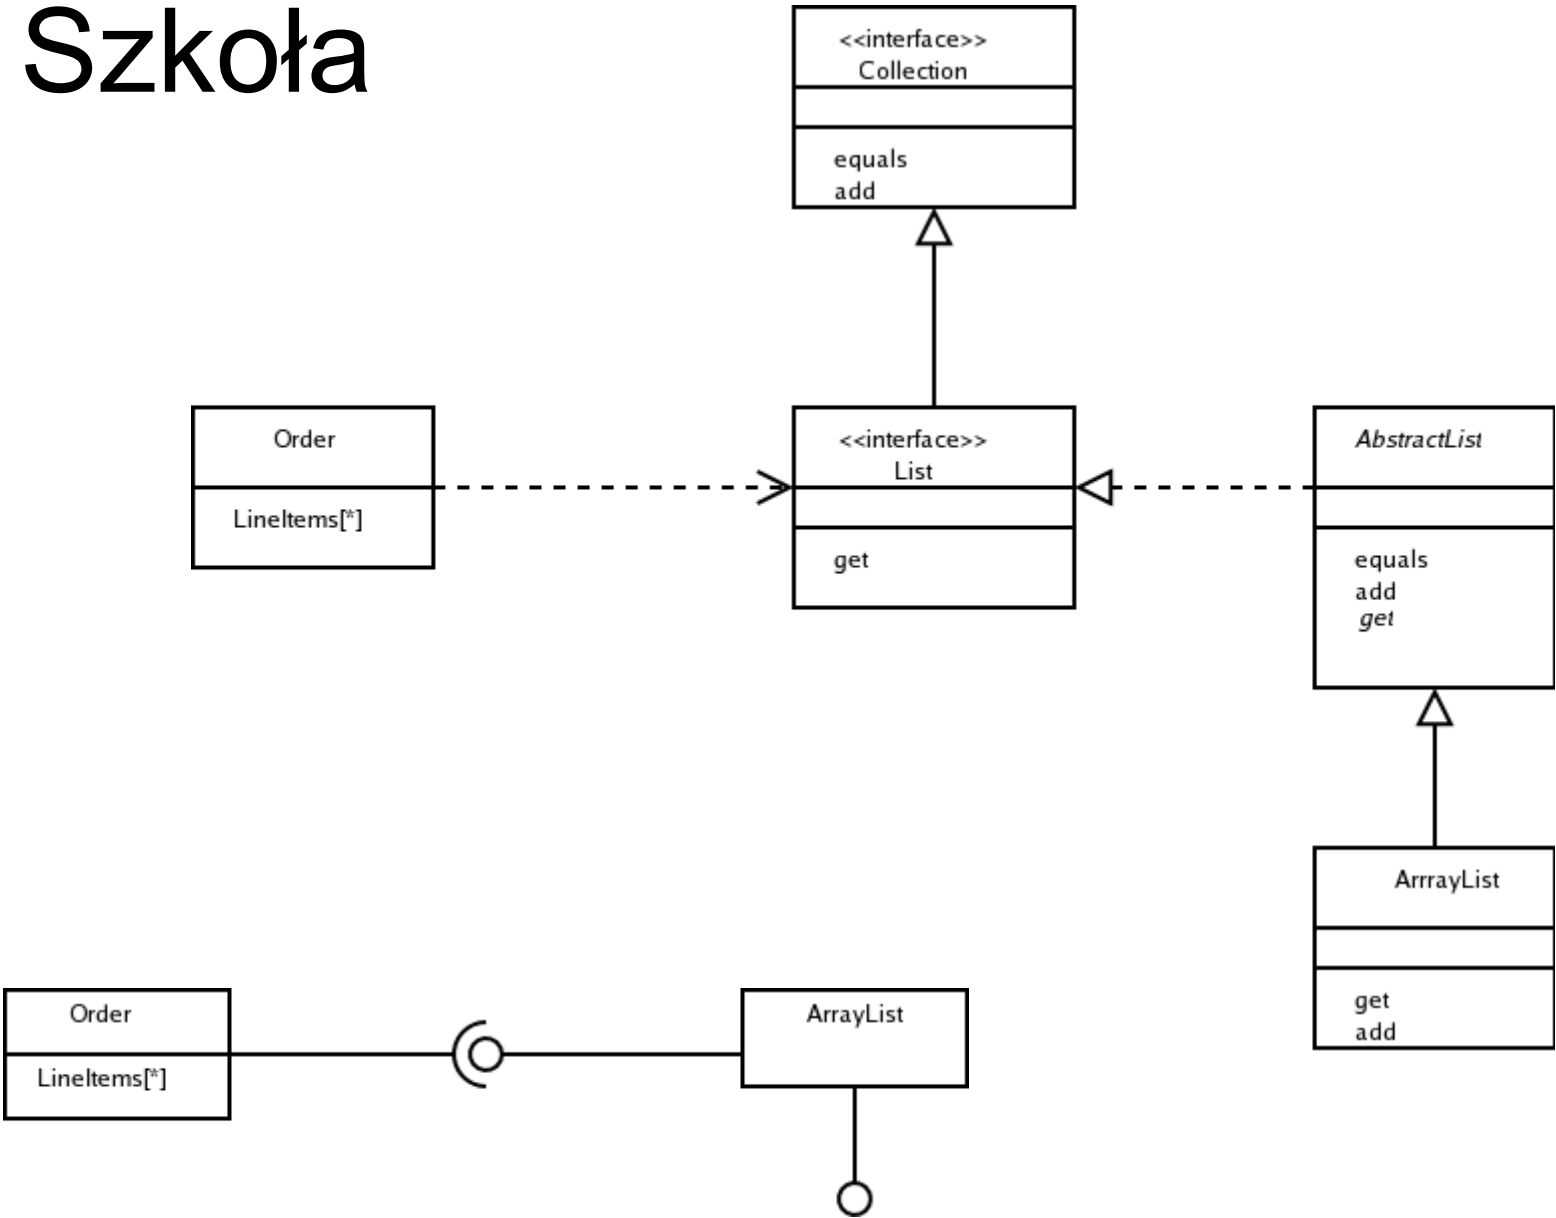 Szkoła
<<interface>>
Collection
equals
add
Order
LineItems[*]
<<interface>>
List
get
AbstractList
equals
add
get
ArrrayList
get
add
Order
LineItems[*]
ArrayList